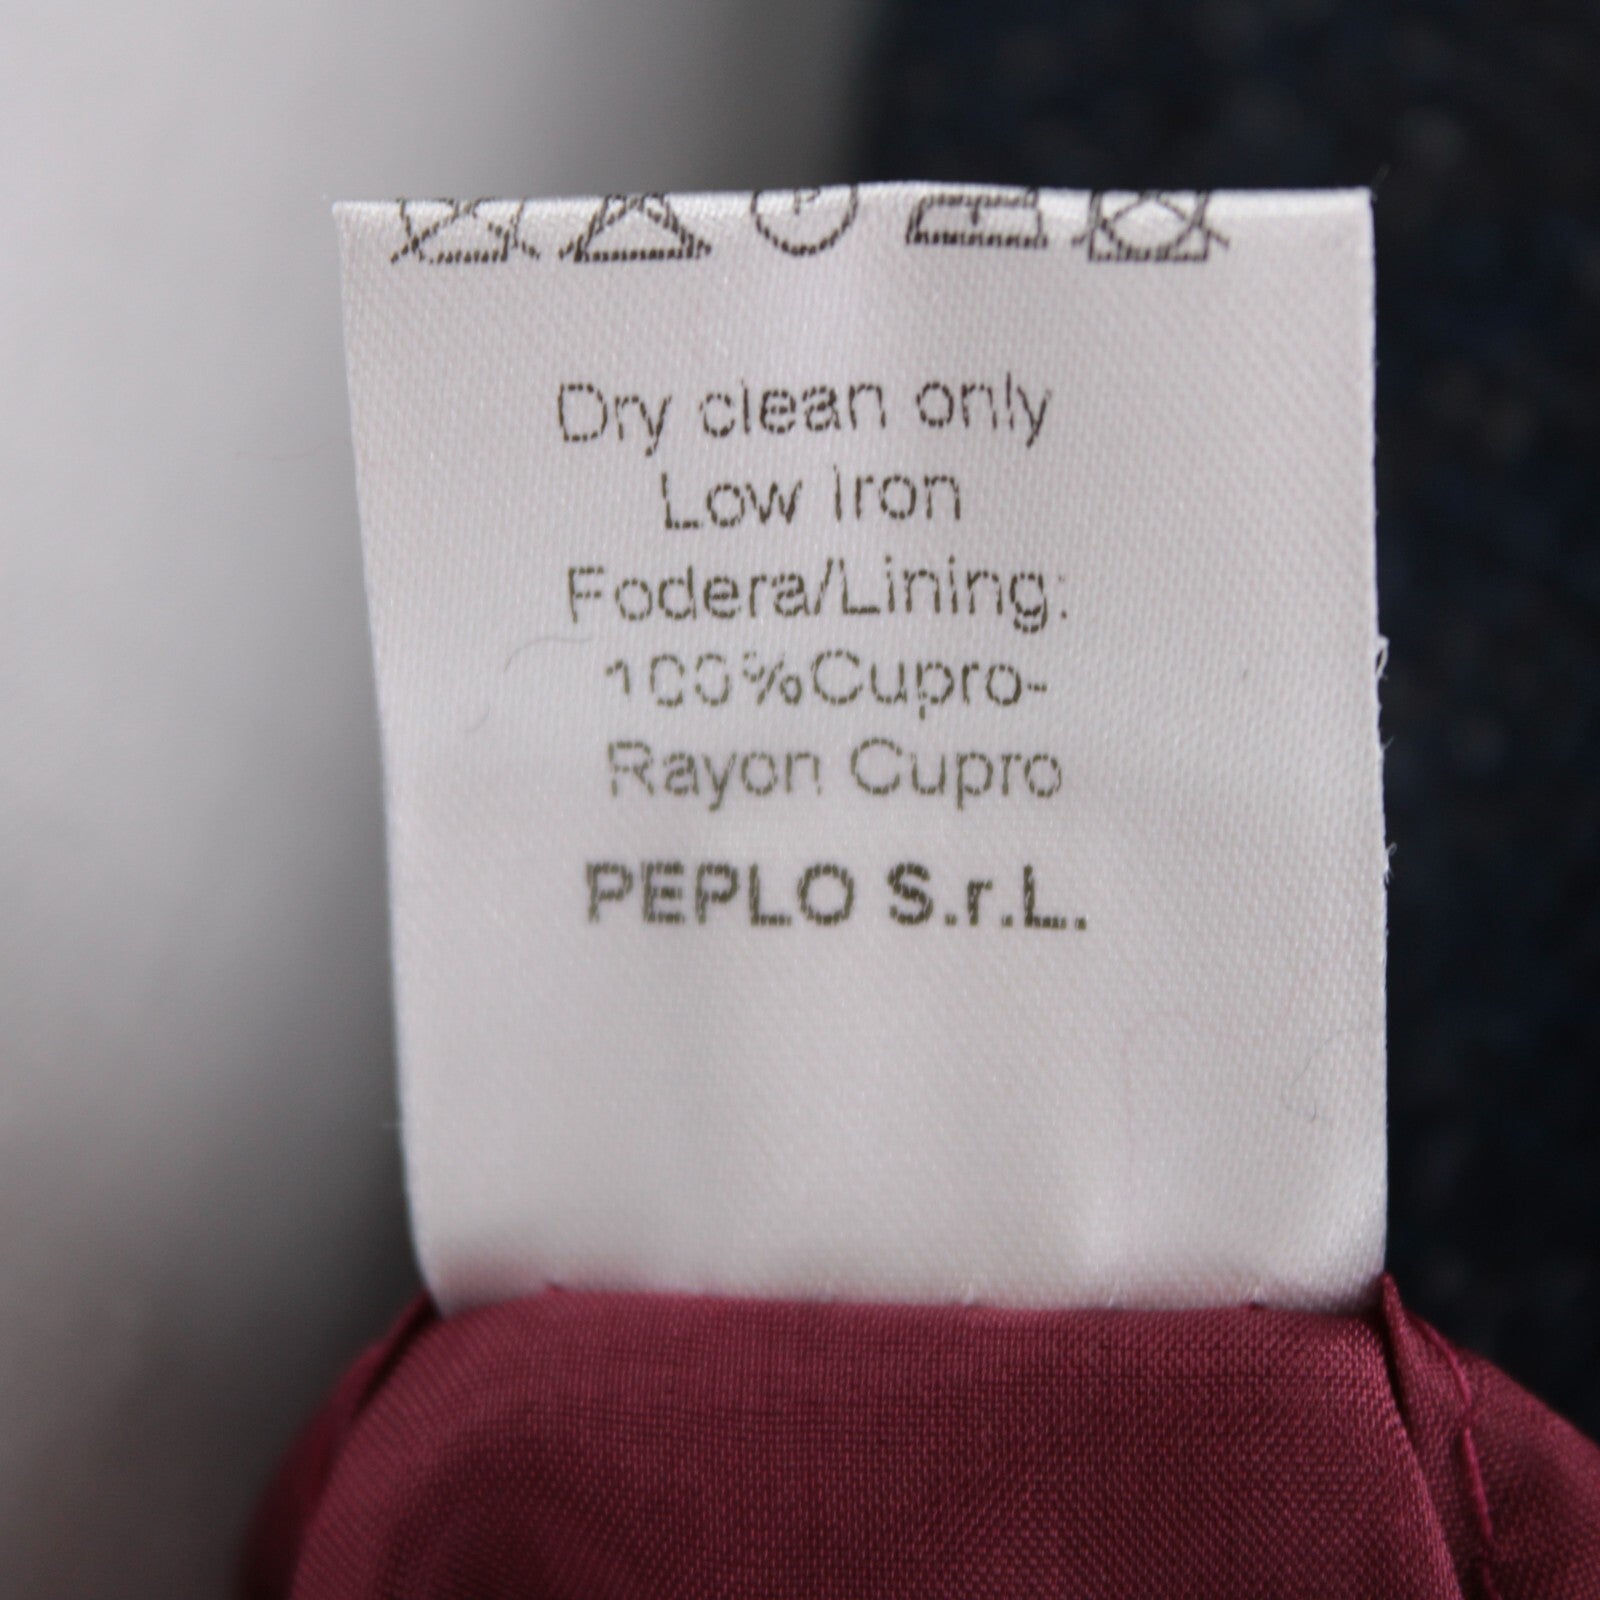 Dry clean only
Low Iron
Fodera/Lining:
100%Cupro-
Rayon Cupro
PEPLO S.r.L.